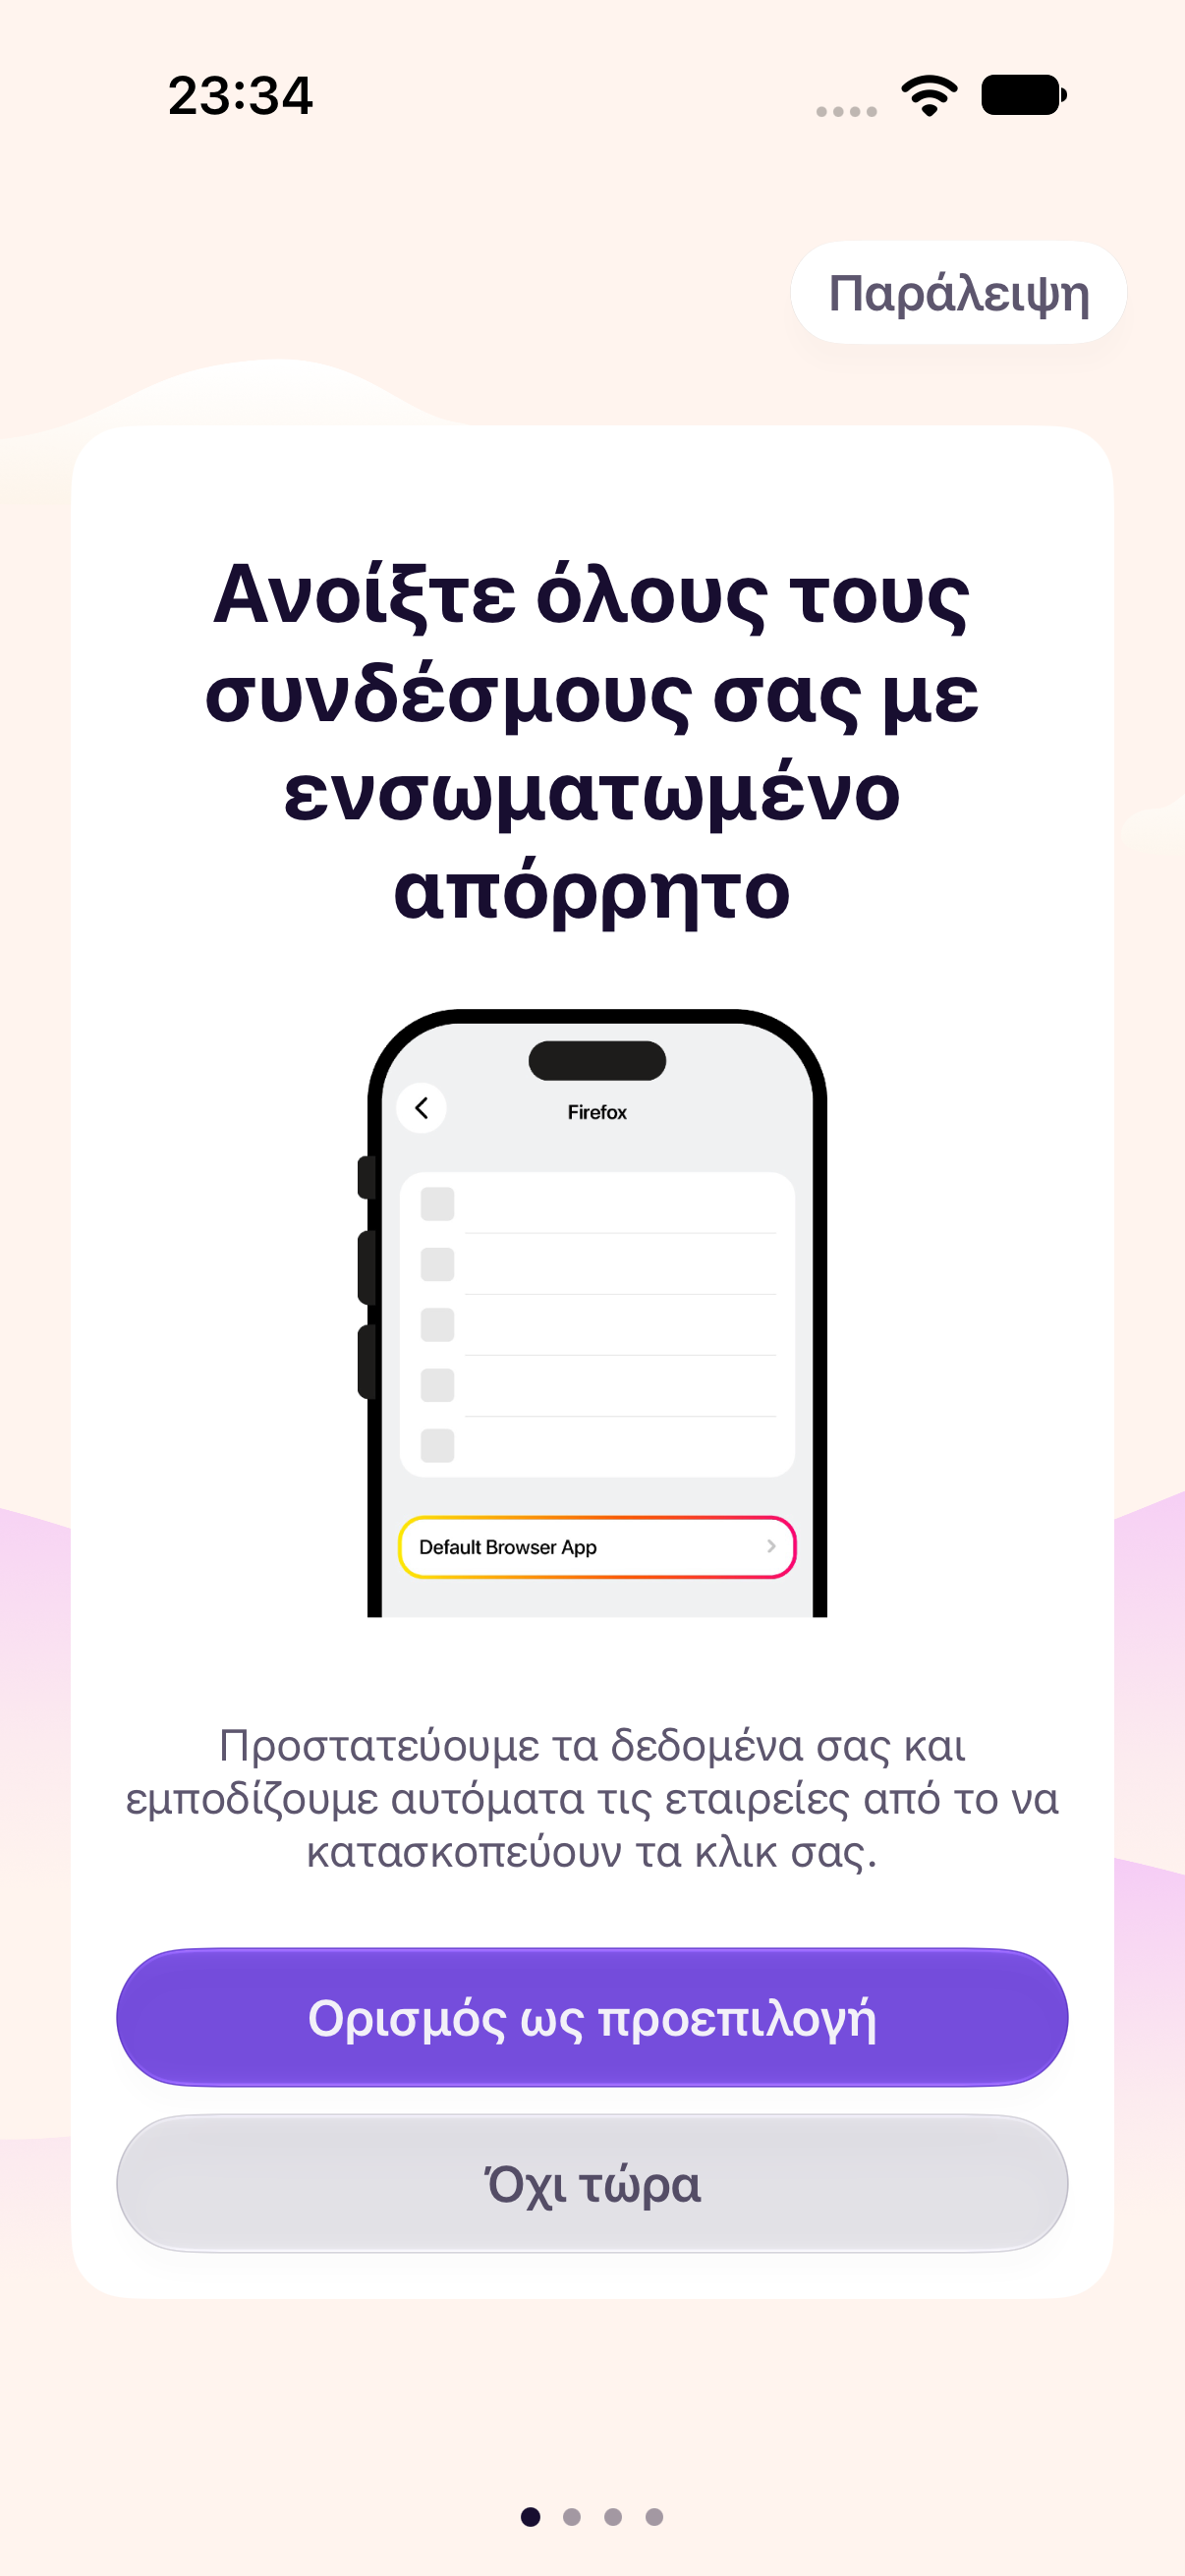 23:34
Παράλειψη
Ανοίξτε όλους τους
συνδέσμους σας με
ενσωματωμένο
απόρρητο
Firefox
Default Browser App
Προστατεύουμε τα δεδομένα σας και
εμποδίζουμε αυτόματα τις εταιρείες από το να
κατασκοπεύουν τα κλικ σας.
Ορισμός ως προεπιλογή
Όχι τώρα